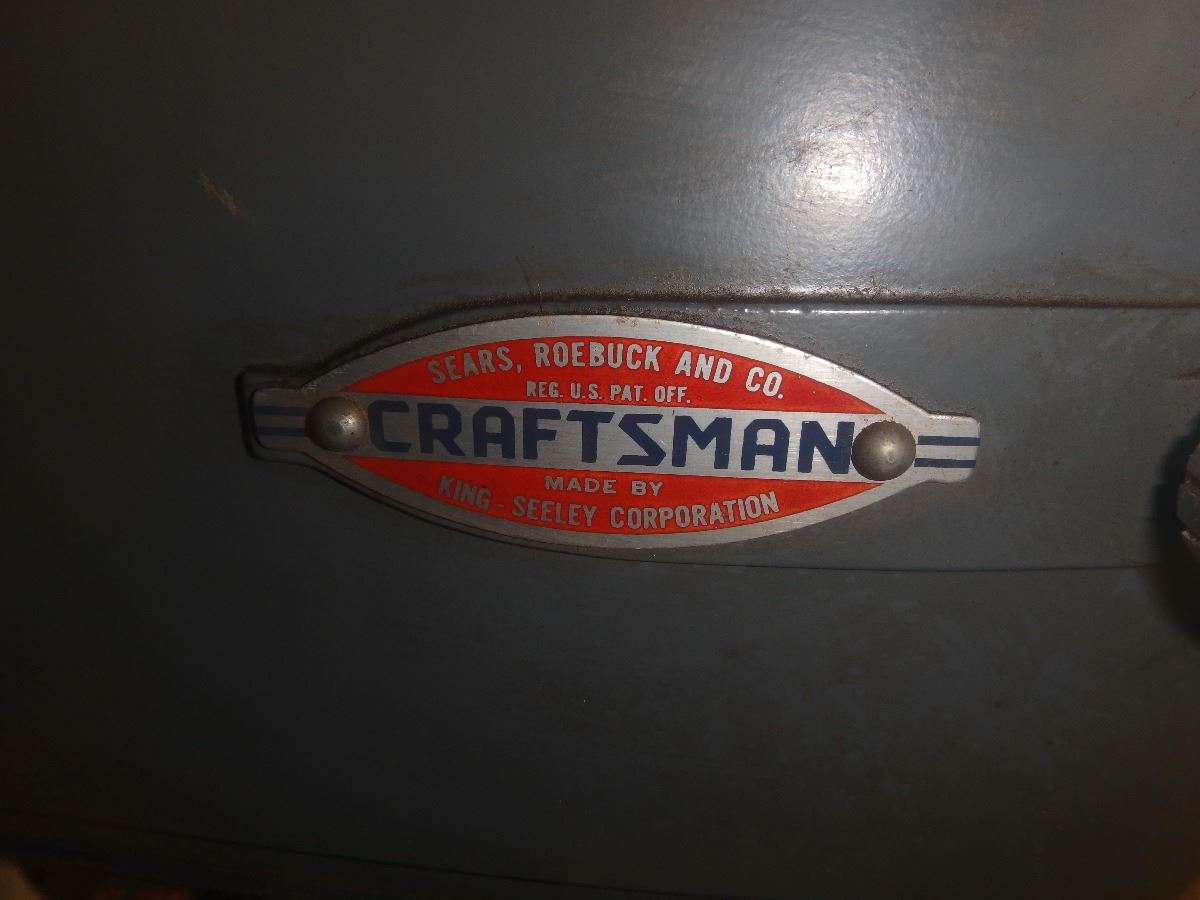 SEARS, ROEBUCK AND CO.
REG. U.S. PAT. OFF.
CRAFTSMAN
MADE BY
KING-SEELEY CORPORATION